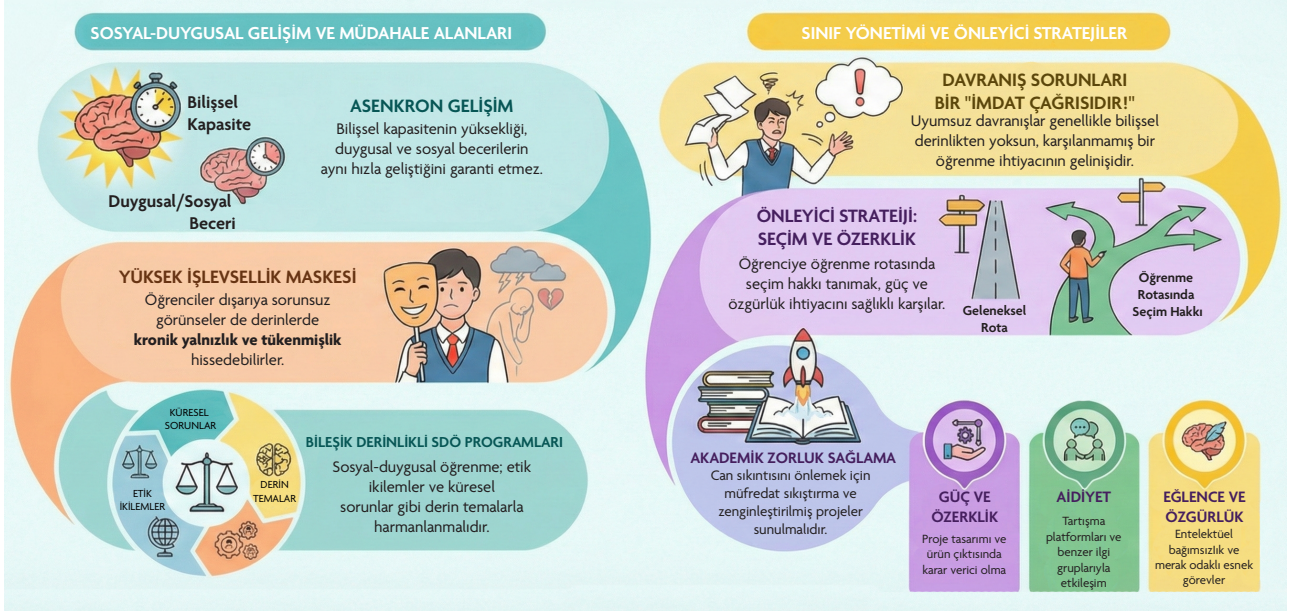 SOSYAL-DUYGUSAL GELİŞİM VE MÜDAHALE ALANLARI
Bilişsel
Kapasite
Duygusal/Sosyal
Beceri
ASENKRON GELİŞİM
Bilişsel kapasitenin yüksekliği,
duygusal ve sosyal becerilerin
aynı hızla geliştiğini garanti etmez.
YÜKSEK İŞLEVSELLİK MASKESİ
Öğrenciler dışarıya sorunsuz
görünseler de derinlerde
kronik yalnızlık ve tükenmişlik
hissedebilirler.
KÜRESEL
SORUNLAR
DERİN
TEMALAR
ETİK
İKİLEMLER
BİLEŞİK DERİNLİKLİ SDÖ PROGRAMLARI
Sosyal-duygusal öğrenme; etik
ikilemler ve küresel
sorunlar gibi derin temalarla
harmanlanmalıdır.
SINIF YÖNETİMİ VE ÖNLEYİCİ STRATEJİLER
DAVRANIŞ SORUNLARI
BİR "İMDAT ÇAĞRISIDIR!"
Uyumsuz davranışlar genellikle bilişsel
derinlikten yoksun, karşılanmamış bir
öğrenme ihtiyacının gelinişidir.
ÖNLEYİCİ STRATEİJİ:
SEÇİM VE ÖZERKLİK
Öğrenciye öğrenme rotasında
seçim hakkı tanımak, güç ve
özgürlük ihtiyacını sağlıklı karşılar.
Geleneksel
Rota
Öğrenme
Rotasında
Seçim Hakkı
AKADEMİK ZORLUK SAĞLAMA
Can sıkıntısını önlemek için
müfredat sıkıştırma ve
zenginleştirilmiş projeler
sunulmalıdır.
GÜÇ VE
ÖZERKLİK
Proje tasarımı ve
ürün çıktısında
karar verici olma
AİDİYET
Tartışma
platformları ve
benzer ilgi
gruplarıyla
etkileşim
EĞLENCE VE
ÖZGÜRLÜK
Entelektüel
bağımsızlık ve
merak odaklı esnek
görevler